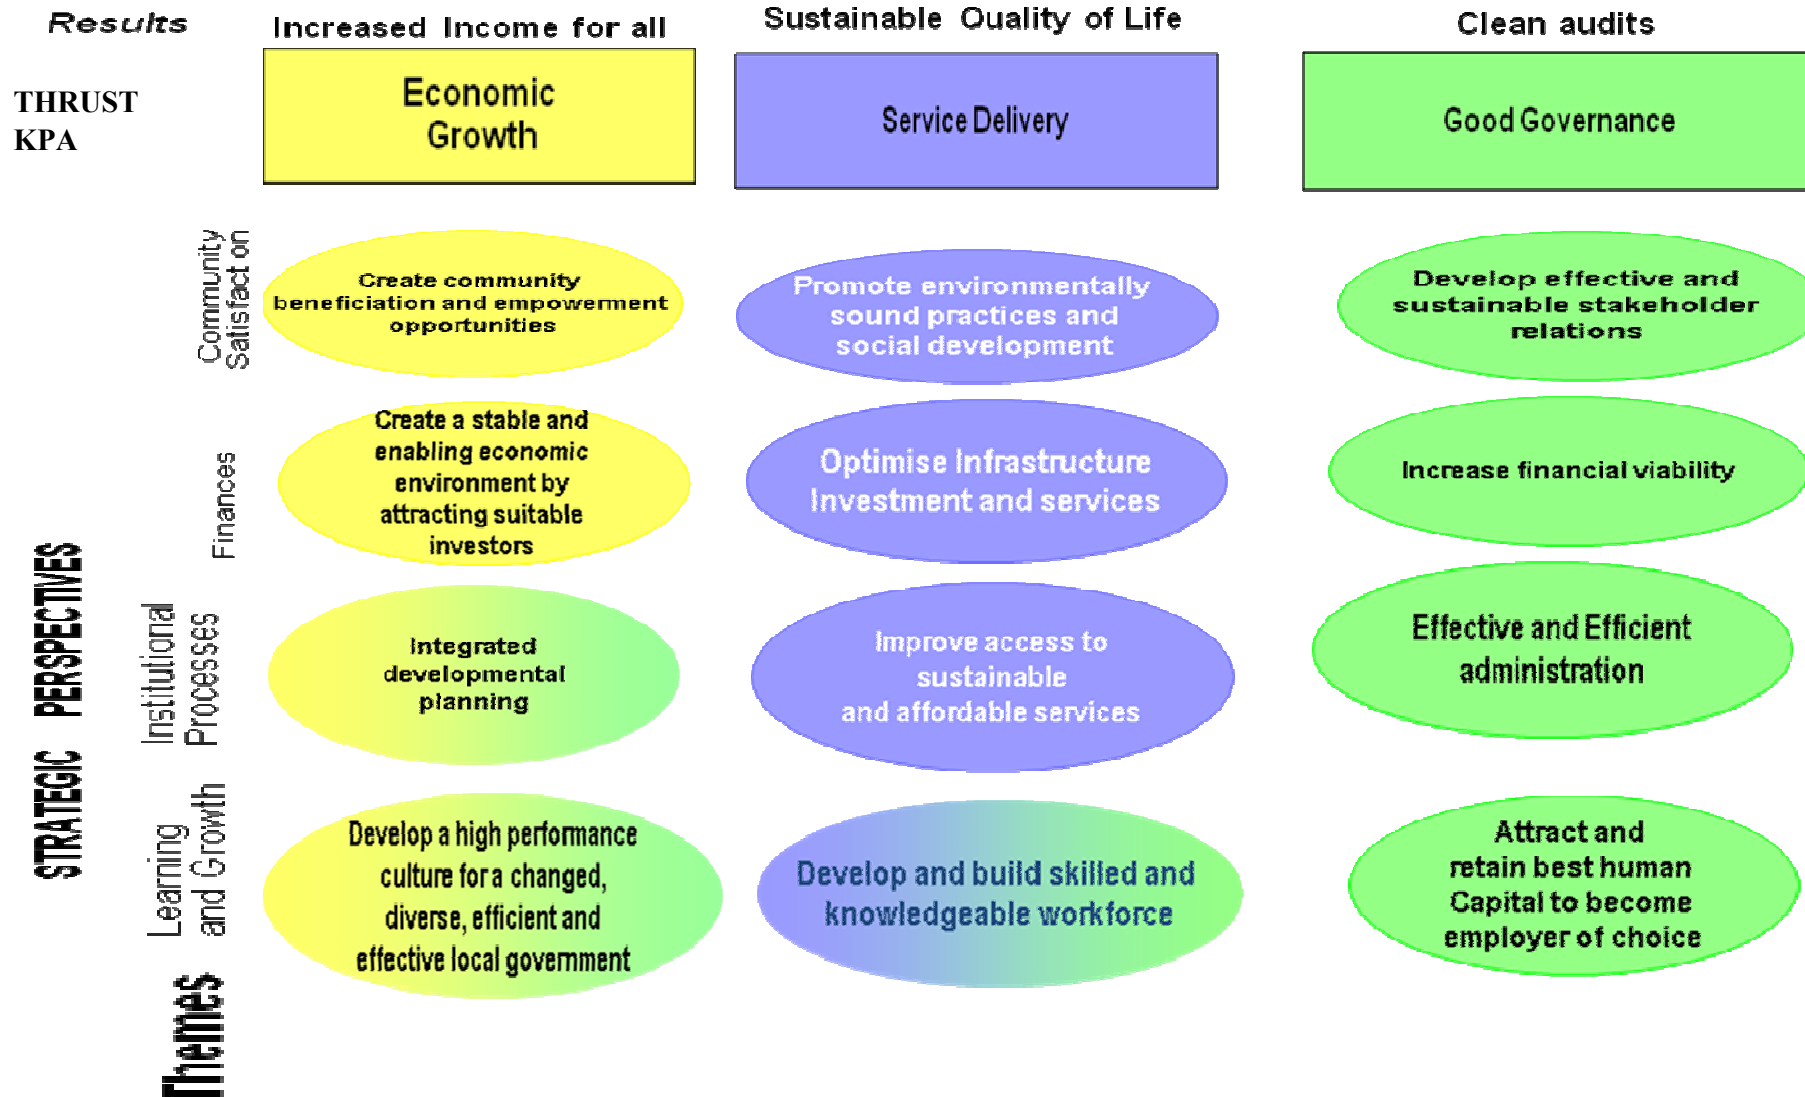 Results
Increased Income for all
Sustainable Quality of Life
Clean audits
THRUST
KPA
Economic
Growth
Service Delivery
Good Governance
STRATEGIC PERSPECTIVES
Community
Satisfact on
Create community
beneficiation and empowerment
opportunities
Promote environmentally
sound practices and
social development
Develop effective and
sustainable stakeholder
relations
Finances
Create a stable and
enabling economic
environment by
attracting suitable
investors
Optimise Infrastructure
Investment and services
Increase financial viability
Institutional
Processes
Integrated
developmental
planning
Improve access to
sustainable
and affordable services
Effective and Efficient
administration
Learning
and Growth
Develop a high performance
culture for a changed,
diverse, efficient and
effective local government
Develop and build skilled and
knowledgeable workforce
Attract and
retain best human
Capital to become
employer of choice
Themes